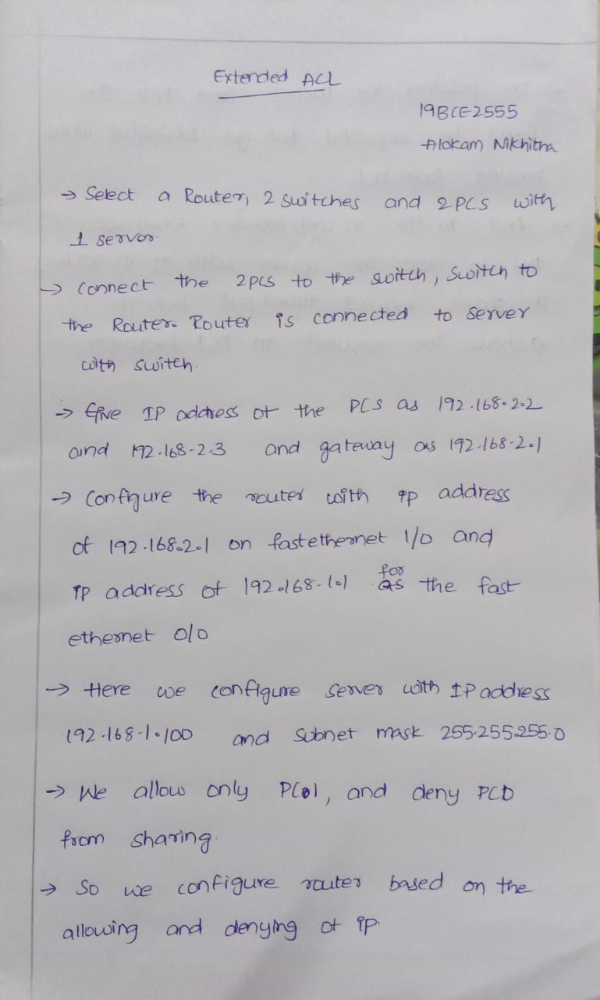 Extended ACL
19BCE2555
Alokam Nikhitha
→ Select a Router, 2 switches and 2PCS with
1 server.
→ Connect the 2pcs to the switch, switch to
the Router. Router is connected to server
with switch.
→ Give IP address of the PCS as 192.168.2.2
and 192.168.2.3 and gateway as 192.168.2.1
→ Configure the router with ip address
of 192.168.2.1 on fastethernet 1/0 and
for
ip address of 192.168.1.1 as the fast
ethernet 0/0
→ Here we configure server with IP address
192.168.1.100 and subnet mask 255.255.255.0
→ We allow only PC01, and deny PC0
from sharing.
→ So we configure router based on the
allowing and denying of ip.